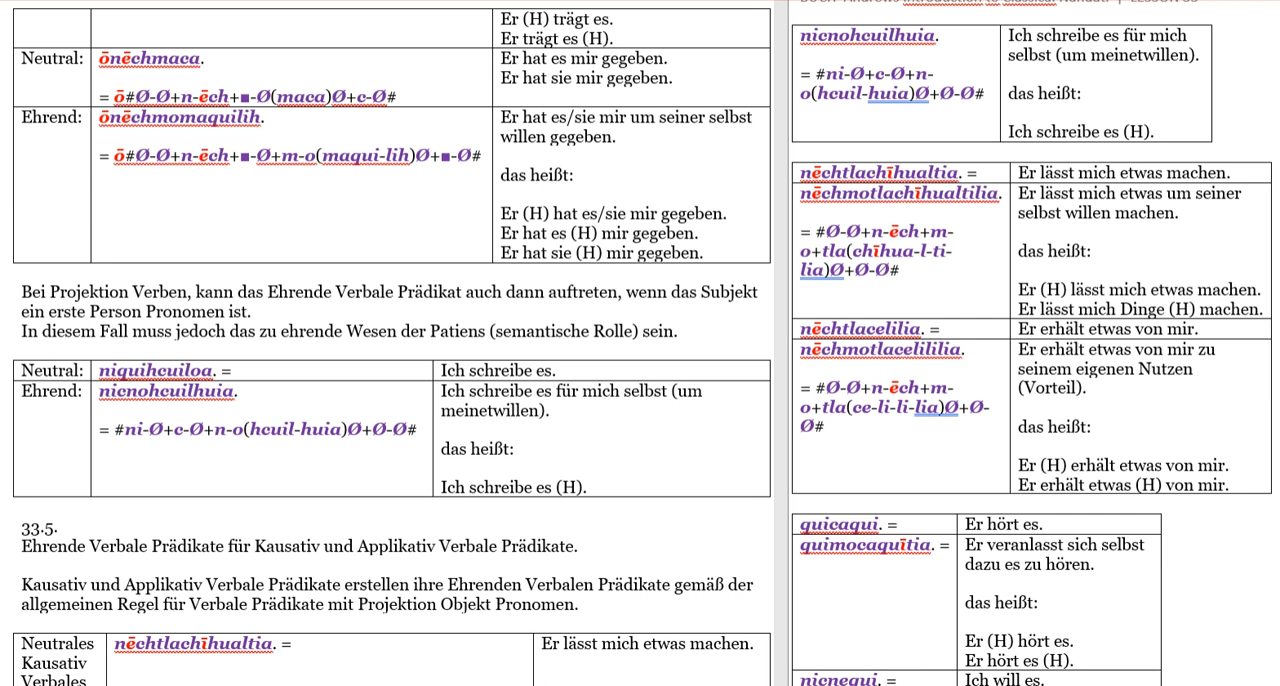 Er (H) trägt es.
Er trägt es (H).
Neutral: ōnēchmaca. Er hat es mir gegeben.
Er hat sie mir gegeben.
= ō#Ø-Ø+n-ēch+■-Ø(maca)Ø+c-Ø#
Ehrend: ōnēchmomaquilih. Er hat es/sie mir um seiner selbst
willen gegeben.
= ō#Ø-Ø+n-ēch+■-Ø+m-o(maqui-lih)Ø+■-Ø#
das heißt:
Er (H) hat es/sie mir gegeben.
Er hat es (H) mir gegeben.
Er hat sie (H) mir gegeben.
Bei Projektion Verben, kann das Ehrende Verbale Prädikat auch dann auftreten, wenn das Subjekt
ein erste Person Pronomen ist.
In diesem Fall muss jedoch das zu ehrende Wesen der Patiens (semantische Rolle) sein.
Neutral: niquihcuiloa. = Ich schreibe es.
Ehrend: nicnohcuilhuia. Ich schreibe es für mich selbst (um
meinetwillen).
= #ni-Ø+c-Ø+n-o(hcuil-huia)Ø+Ø-Ø#
das heißt:
Ich schreibe es (H).
33.5.
Ehrende Verbale Prädikate für Kausativ und Applikativ Verbale Prädikate.
Kausativ und Applikativ Verbale Prädikate erstellen ihre Ehrenden Verbalen Prädikate gemäß der
allgemeinen Regel für Verbale Prädikate mit Projektion Objekt Pronomen.
Neutrales nēchtlachīhualtia. = Er lässt mich etwas machen.
Kausativ
Verbales
nicnohcuilhuia. Ich schreibe es für mich
selbst (um meinetwillen).
= #ni-Ø+c-Ø+n-
o(hcuil-huia)Ø+Ø-Ø# das heißt:
Ich schreibe es (H).
nēchtlachīhualtia. = Er lässt mich etwas machen.
nēchmotlachīhualtilia. Er lässt mich etwas um seiner
selbst willen machen.
= #Ø-Ø+n-ēch+m-
o+tla(chīhua-l-ti- das heißt:
lia)Ø+Ø-Ø#
Er (H) lässt mich etwas machen.
Er lässt mich Dinge (H) machen.
nēchtlacelilia. = Er erhält etwas von mir.
nēchmotlacelililia. Er erhält etwas von mir zu
seinem eigenen Nutzen
= #Ø-Ø+n-ēch+m- (Vorteil).
o+tla(ce-li-li-lia)Ø+Ø-
Ø# das heißt:
Er (H) erhält etwas von mir.
Er erhält etwas (H) von mir.
quicaqui. = Er hört es.
quimocaquītia. = Er veranlasst sich selbst
dazu es zu hören.
das heißt:
Er (H) hört es.
Er hört es (H).
nicnequi. = Ich will es.